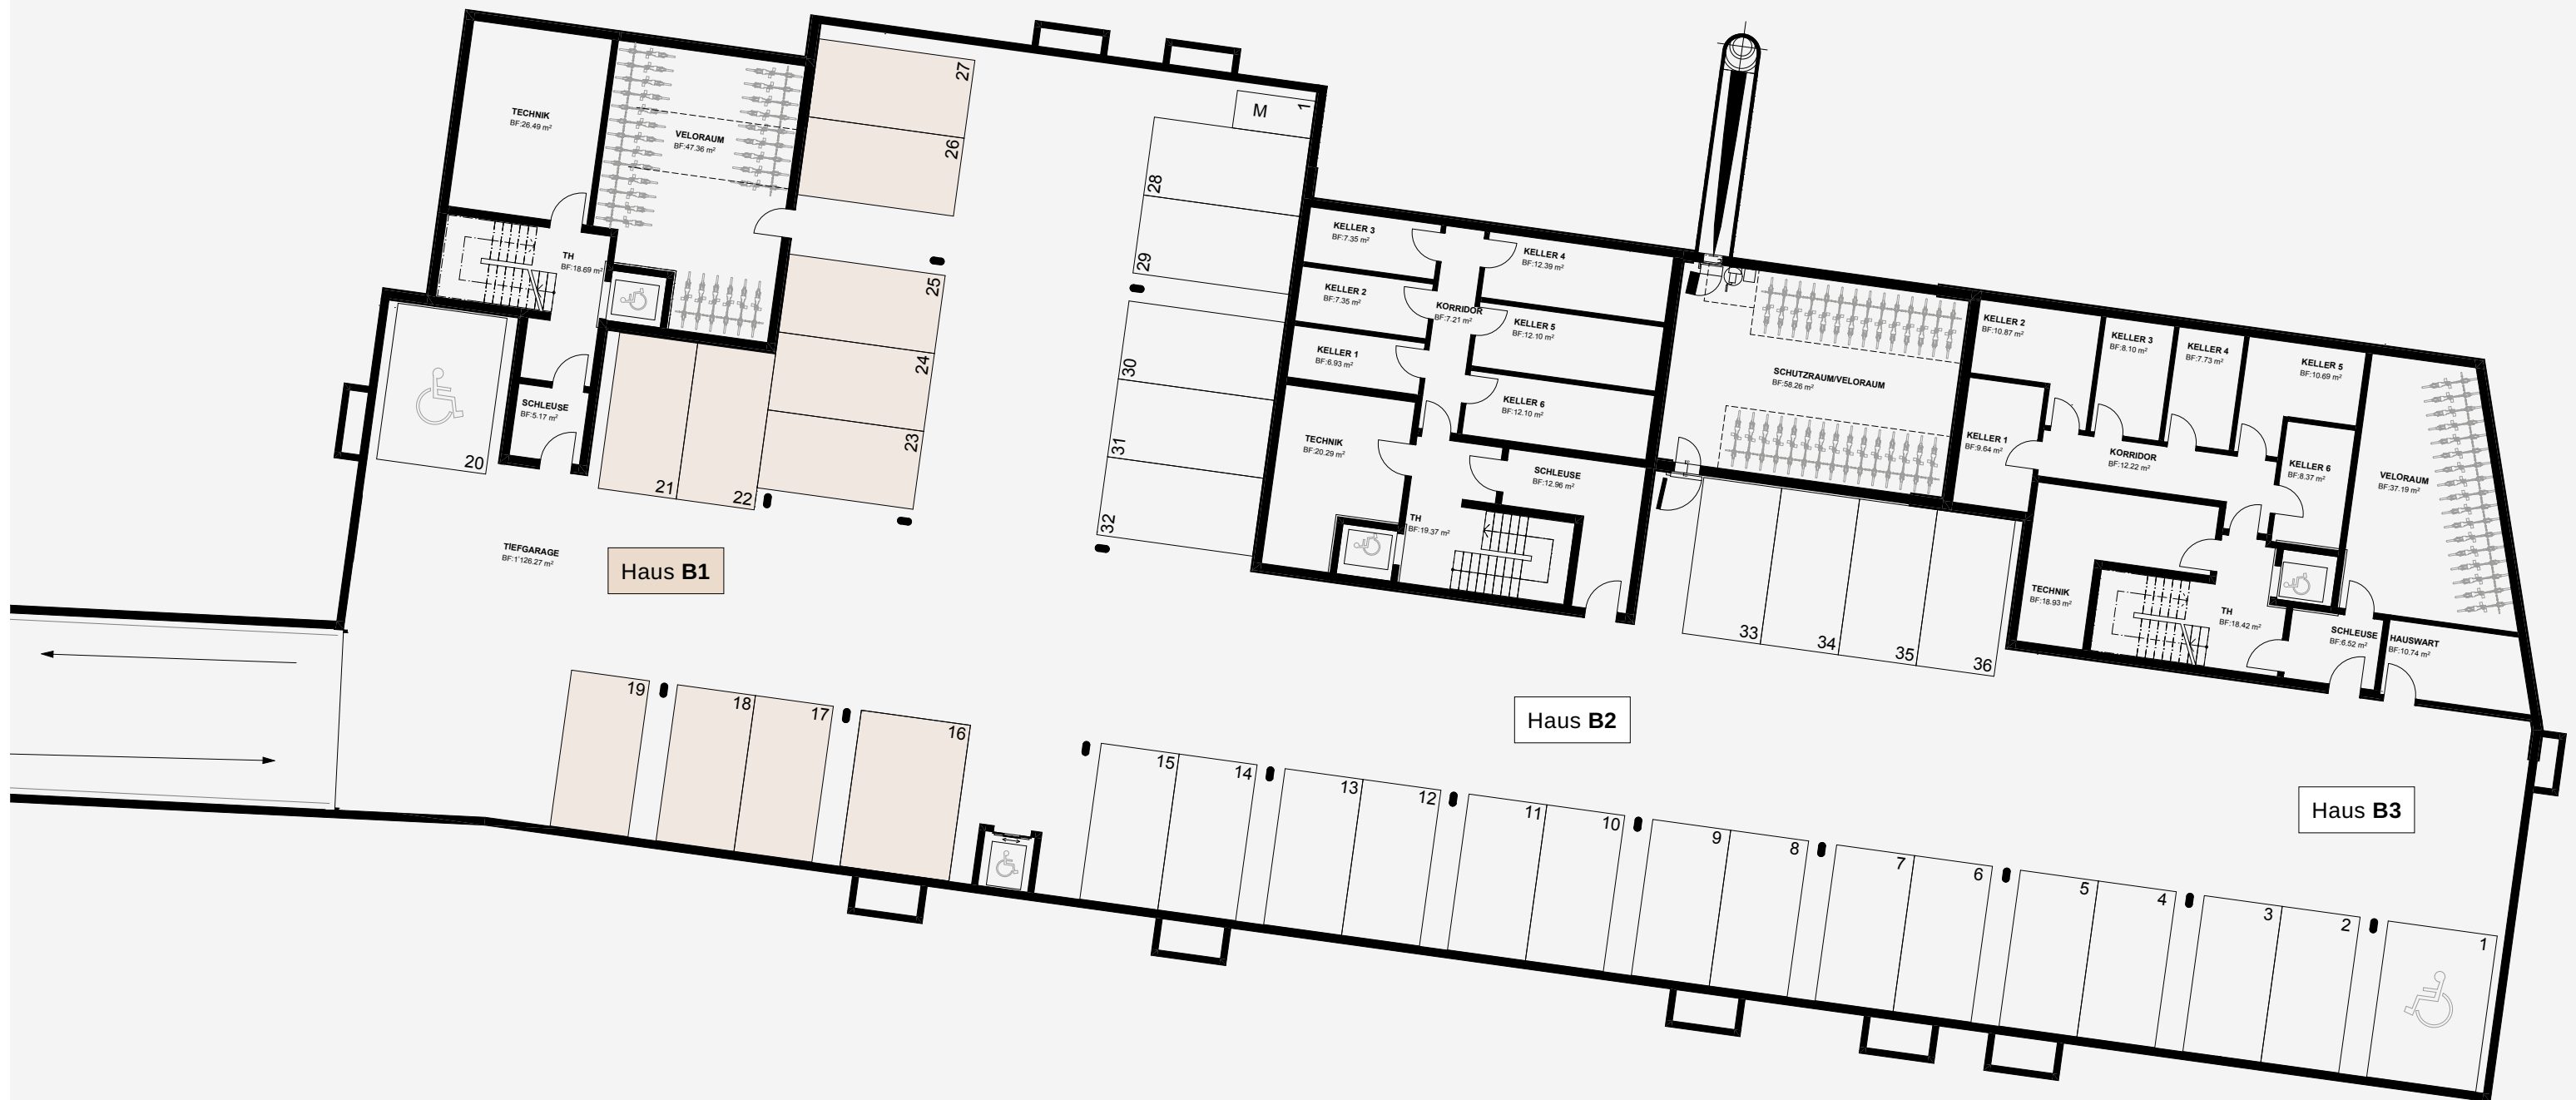 TECHNIK
BF:26.49 m²
VELORAUM
BF:47.36 m²
TH
BF:18.69 m²
SCHLEUSE
BF:5.17 m²
TIEFGARAGE
BF:1'126.27 m²
Haus B1
27
26
25
24
23
22
21
20
19
18
17
16
M
1
28
29
30
31
32
KELLER 3
BF:7.35 m²
KELLER 2
BF:7.35 m²
KELLER 1
BF:6.93 m²
KORRIDOR
BF:7.21 m²
KELLER 4
BF:12.39 m²
KELLER 5
BF:12.10 m²
KELLER 6
BF:12.10 m²
TECHNIK
BF:20.29 m²
SCHLEUSE
BF:12.96 m²
TH
BF:19.37 m²
SCHUTZRAUM/VELORAUM
BF:58.26 m²
33
34
35
36
Haus B2
KELLER 2
BF:10.87 m²
KELLER 3
BF:8.10 m²
KELLER 4
BF:7.73 m²
KELLER 5
BF:10.69 m²
KELLER 1
BF:9.64 m²
KORRIDOR
BF:12.22 m²
KELLER 6
BF:8.37 m²
VELORAUM
BF:37.19 m²
TECHNIK
BF:18.93 m²
TH
BF:18.42 m²
SCHLEUSE
BF:6.52 m²
HAUSWART
BF:10.74 m²
Haus B3
15
14
13
12
11
10
9
8
7
6
5
4
3
2
1